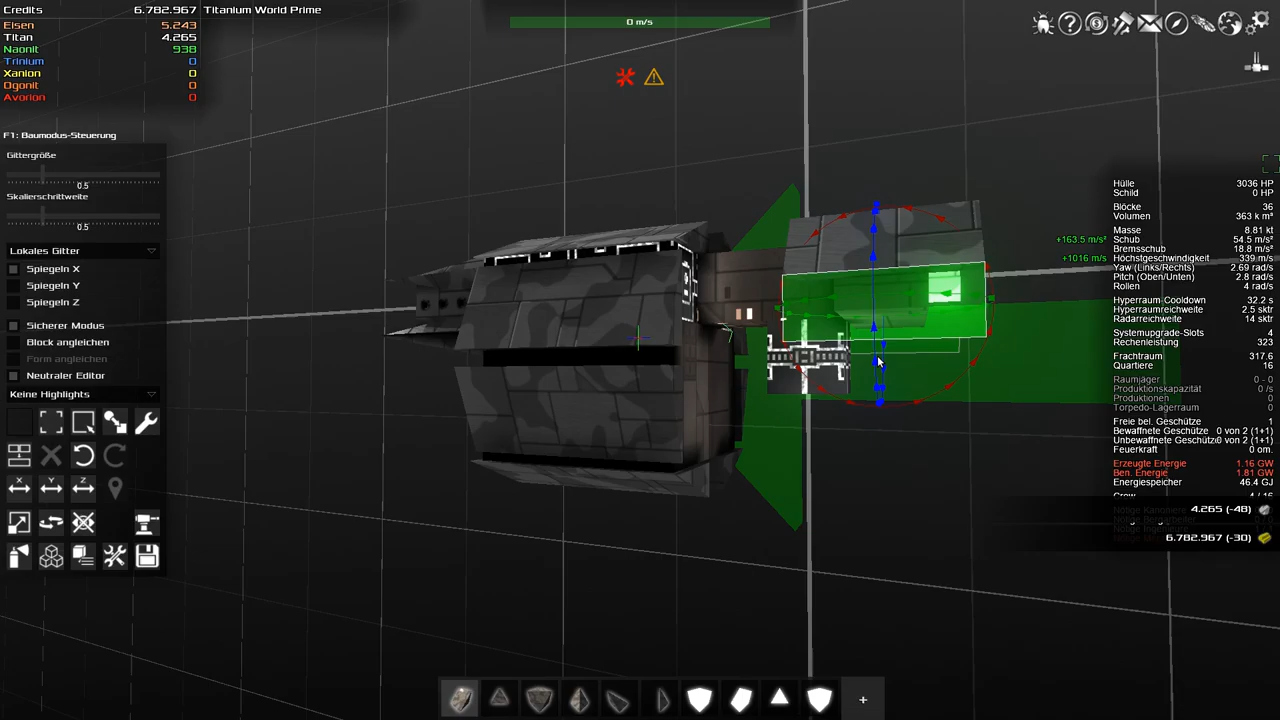 Credits 6.782.967 Titanium World Prime
Eisen 5.243
Titan 4.265
Naonit 938
Trinium 0
Xanion 0
Ogonit 0
Avorion 0
0 m/s
F1: Baumodus-Steuerung
Gittergröße
0.5
Skalierschrittweite
0.5
Lokales Gitter
Spiegeln X
Spiegeln Y
Spiegeln Z
Sicherer Modus
Block angleichen
Form angleichen
Neutraler Editor
Keine Highlights
X Y Z
Hülle 3036 HP
Schild 0 HP
Blöcke 36
Volumen 363 k m³
Masse 8.81 kt
+163.5 m/s² Schub 54.5 m/s²
Bremsschub 18.8 m/s²
+1016 m/s Höchstgeschwindigkeit 339 m/s
Yaw (Links/Rechts) 2.69 rad/s
Pitch (Oben/Unten) 2.8 rad/s
Rollen 4 rad/s
Hyperraum Cooldown 32.2 s
Hyperraumreichweite 2.5 sktr
Radarreichweite 14 skt
Systemupgrade-Slots 4
Rechenleistung 323
Frachtraum 317.6
Quartiere 16
Raumjäger 0
Produktionskapazität 0 /s
Produktionen 0
Torpedo-Lagerraum 0
Freie bel. Geschütze 1
Bewaffnete Geschütze 0 von 2 (1+1)
Unbewaffnete Geschütze 0 von 2 (1+1)
Feuerkraft 0 om.
Erzeugte Energie 1.16 GW
Ben. Energie 1.81 GW
Energiespeicher 46.4 GJ
4.265 (-48)
6.782.967 (-30)
+